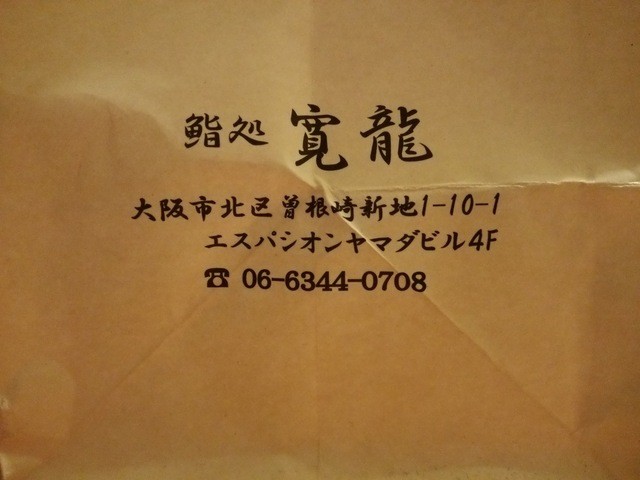 鮨処 寛龍
大阪市北区曽根崎新地1-10-1
エスパシオンヤマダビル4F
☎ 06-6344-0708